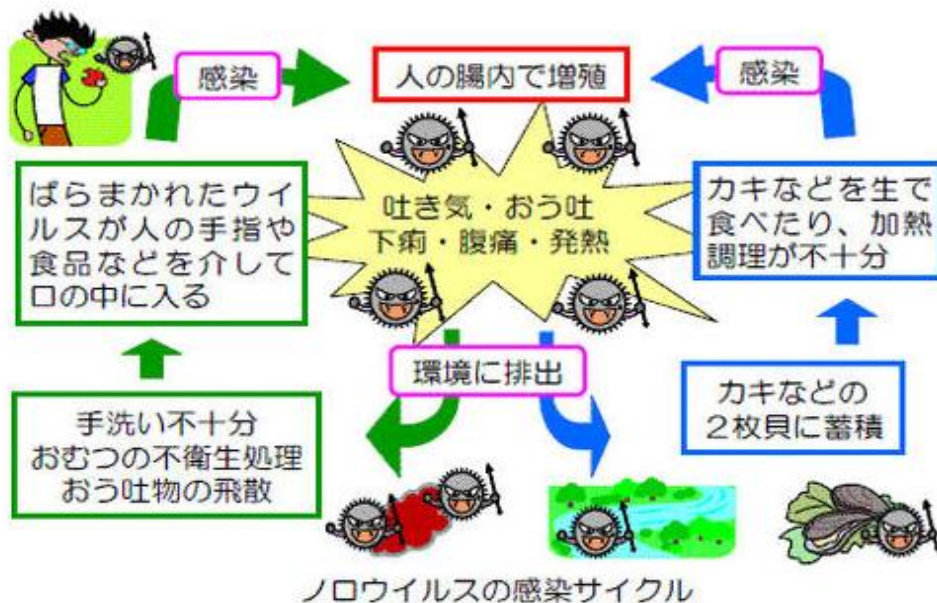 感染
人の腸内で増殖
感染
ばらまかれたウイ
ルスが人の手指や
食品などを介して
口の中に入る
吐き気・おう吐
下痢・腹痛・発熱
カキなどを生で
食べたり、加熱
調理が不十分
環境に排出
手洗い不十分
おむつの不衛生処理
おう吐物の飛散
カキなどの
2枚貝に蓄積
ノロウイルスの感染サイクル